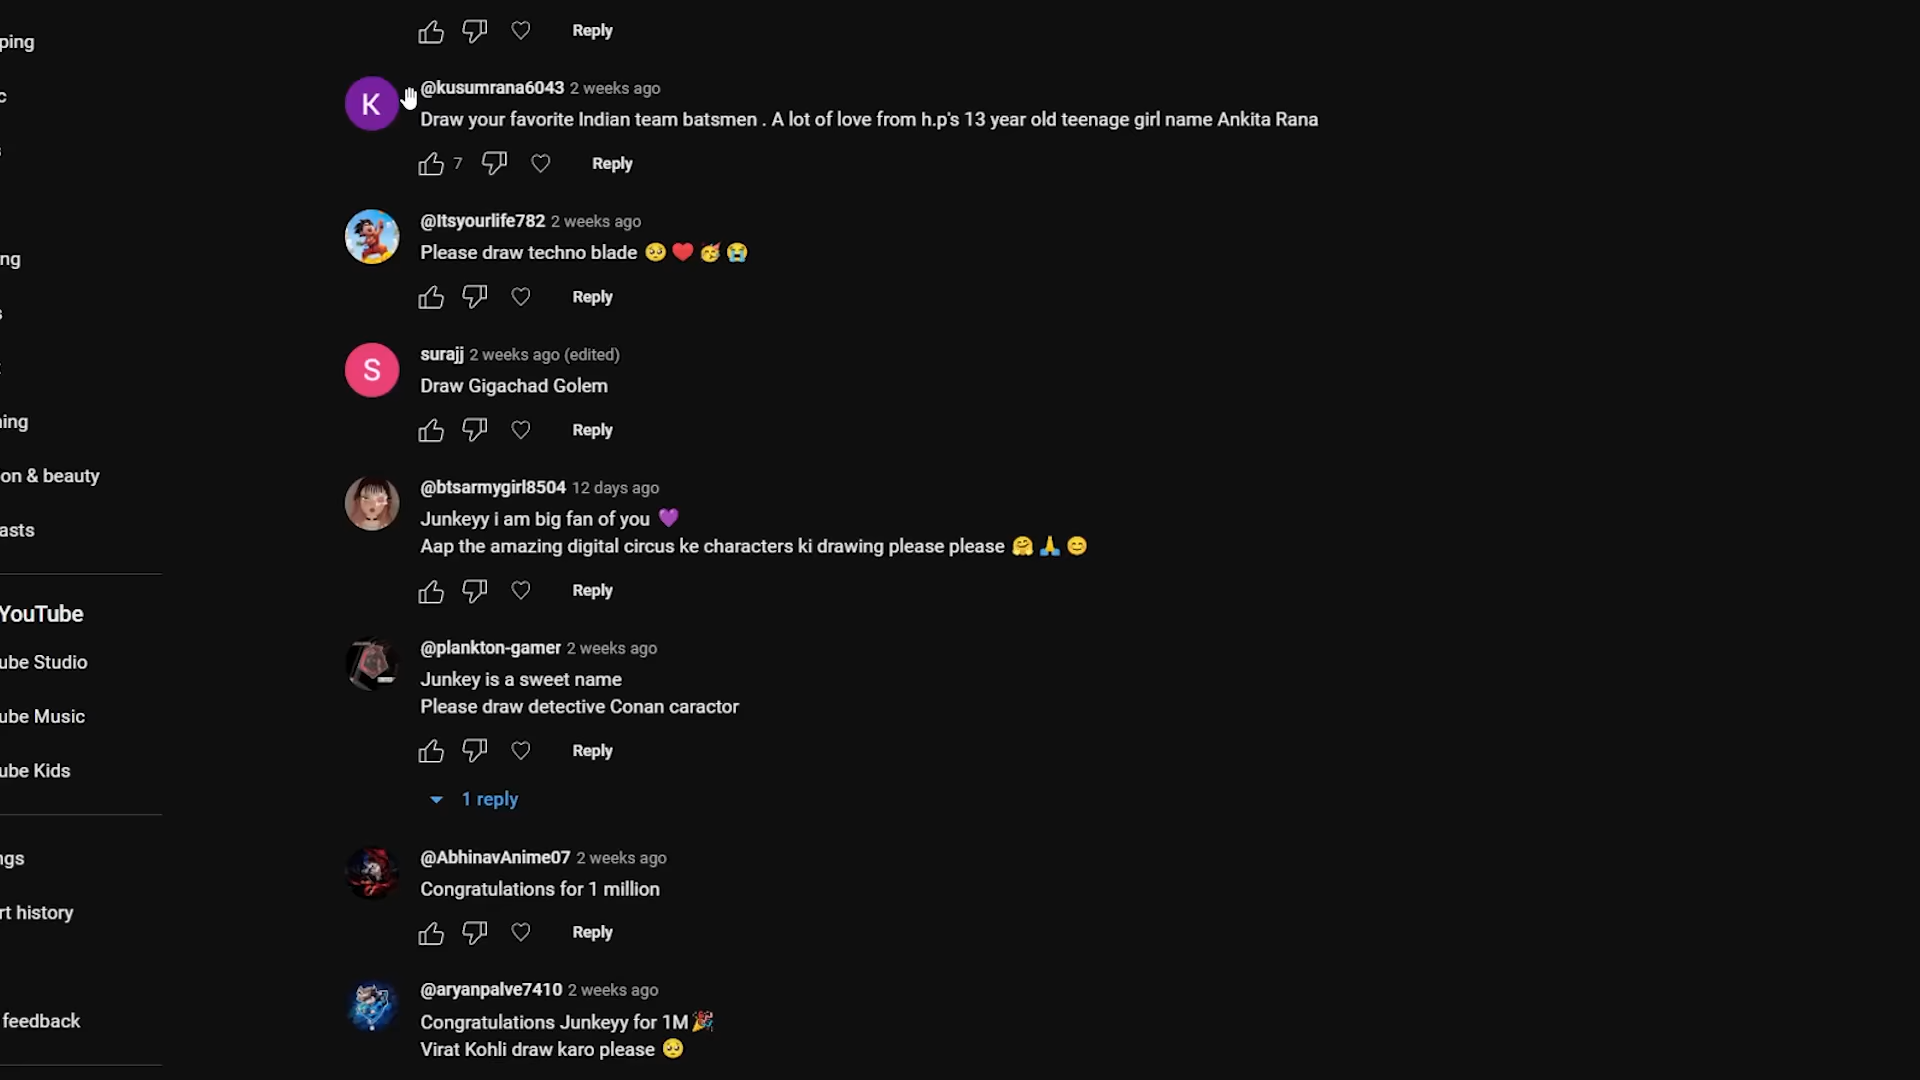 Reply
ping
@kusumrana6043 2 weeks ago
K
c
Draw your favorite Indian team batsmen . A lot of love from h.p's 13 year old teenage girl name Ankita Rana
7 Reply
s
@Itsyourlife782 2 weeks ago
Please draw techno blade 🥺 ❤️ 🥳 😭
ng
Reply
s
surajj 2 weeks ago (edited)
S
Draw Gigachad Golem
ning
Reply
on & beauty
@btsarmygirl8504 12 days ago
Junkeyy i am big fan of you 💜
asts
Aap the amazing digital circus ke characters ki drawing please please 🤗 🙏 😊
Reply
YouTube
@plankton-gamer 2 weeks ago
ube Studio
Junkey is a sweet name
Please draw detective Conan caractor
ube Music
Reply
ube Kids
1 reply
@AbhinavAnime07 2 weeks ago
ngs
Congratulations for 1 million
rt history
Reply
@aryanpalve7410 2 weeks ago
feedback
Congratulations Junkeyy for 1M🎉
Virat Kohli draw karo please 🥺